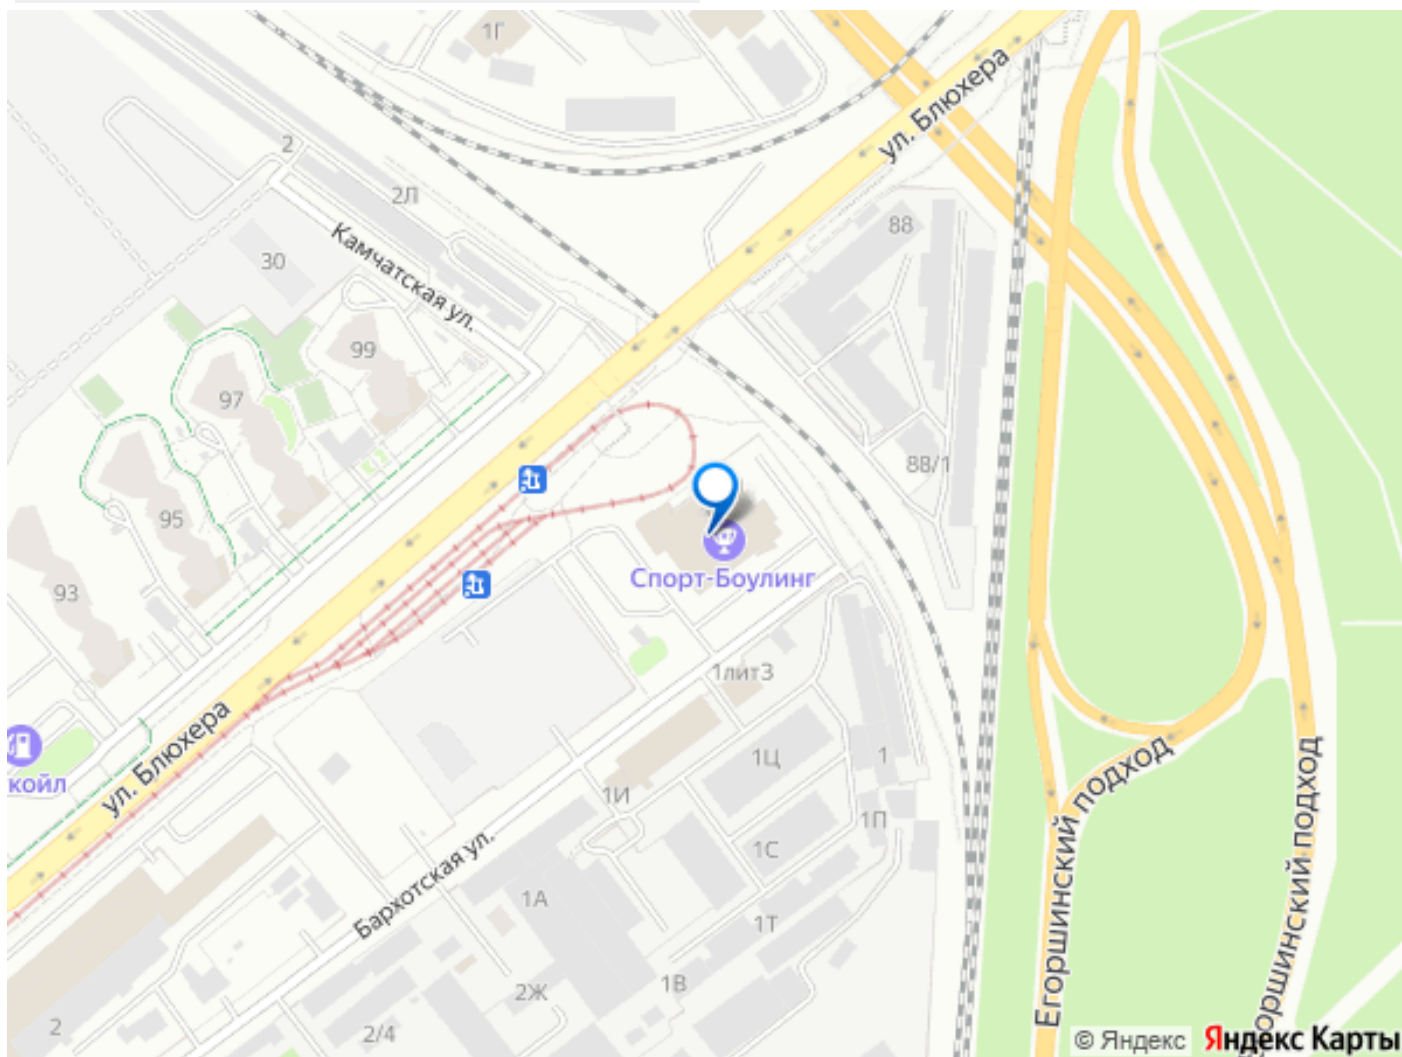 1Г
ул. Блюхера
2
2Л
88
Камчатская ул.
30
99
97
88/1
95
Спорт-Боулинг
93
1литЗ
ул. Блюхера
койл
1Ц
1
1И
1П
Егоршинский подход
Егоршинский подход
1С
Бархотская ул.
1А
1Т
1В
2Ж
2/4
2
© Яндекс
Яндекс Карты